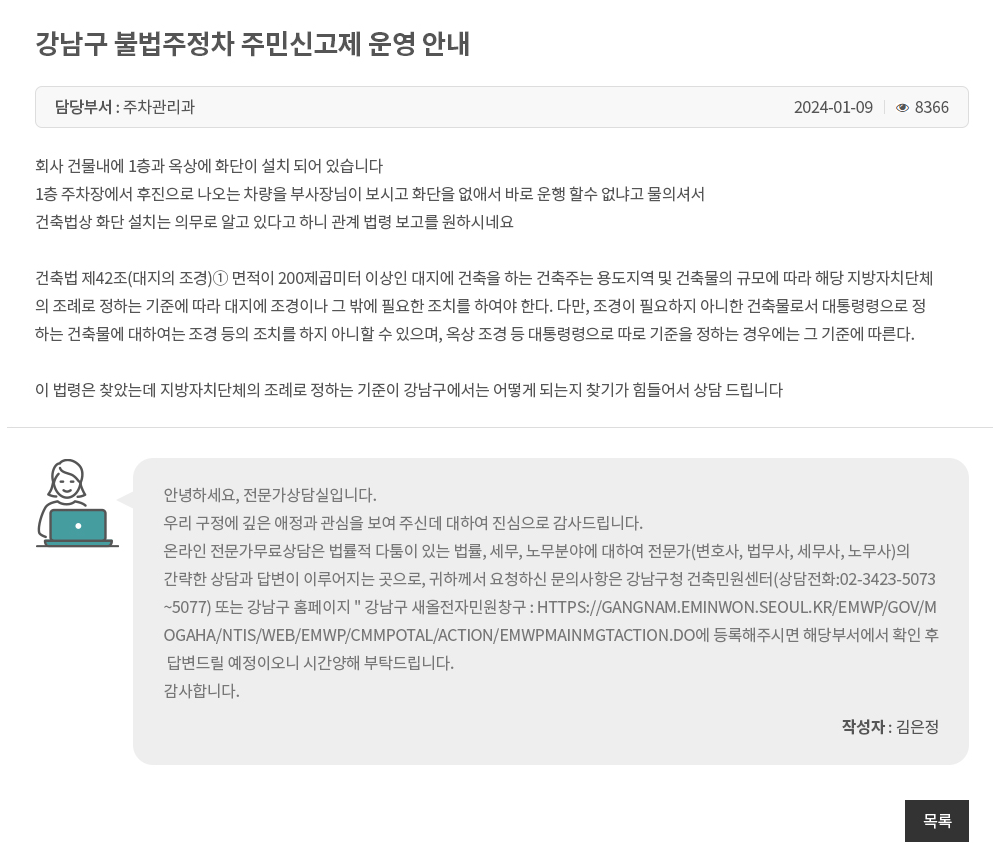 강남구 불법주정차 주민신고제 운영 안내
담당부서 : 주차관리과
2024-01-09 8366
회사 건물내에 1층과 옥상에 화단이 설치 되어 있습니다
1층 주차장에서 후진으로 나오는 차량을 부사장님이 보시고 화단을 없애서 바로 운행 할수 없냐고 물의셔서
건축법상 화단 설치는 의무로 알고 있다고 하니 관계 법령 보고를 원하시네요
건축법 제42조(대지의 조경)① 면적이 200제곱미터 이상인 대지에 건축을 하는 건축주는 용도지역 및 건축물의 규모에 따라 해당 지방자치단체
의 조례로 정하는 기준에 따라 대지에 조경이나 그 밖에 필요한 조치를 하여야 한다. 다만, 조경이 필요하지 아니한 건축물로서 대통령령으로 정
하는 건축물에 대하여는 조경 등의 조치를 하지 아니할 수 있으며, 옥상 조경 등 대통령령으로 따로 기준을 정하는 경우에는 그 기준에 따른다.
이 법령은 찾았는데 지방자치단체의 조례로 정하는 기준이 강남구에서는 어떻게 되는지 찾기가 힘들어서 상담 드립니다
안녕하세요, 전문가상담실입니다.
우리 구정에 깊은 애정과 관심을 보여 주신데 대하여 진심으로 감사드립니다.
온라인 전문가무료상담은 법률적 다툼이 있는 법률, 세무, 노무분야에 대하여 전문가(변호사, 법무사, 세무사, 노무사)의
간략한 상담과 답변이 이루어지는 곳으로, 귀하께서 요청하신 문의사항은 강남구청 건축민원센터(상담전화:02-3423-5073
~5077) 또는 강남구 홈페이지 " 강남구 새올전자민원창구 : HTTPS://GANGNAM.EMINWON.SEOUL.KR/EMWP/GOV/M
OGAHA/NTIS/WEB/EMWP/CMMPOTAL/ACTION/EMWPMAINMGTACTION.DO에 등록해주시면 해당부서에서 확인 후
답변드릴 예정이오니 시간양해 부탁드립니다.
감사합니다.
작성자 : 김은정
목록